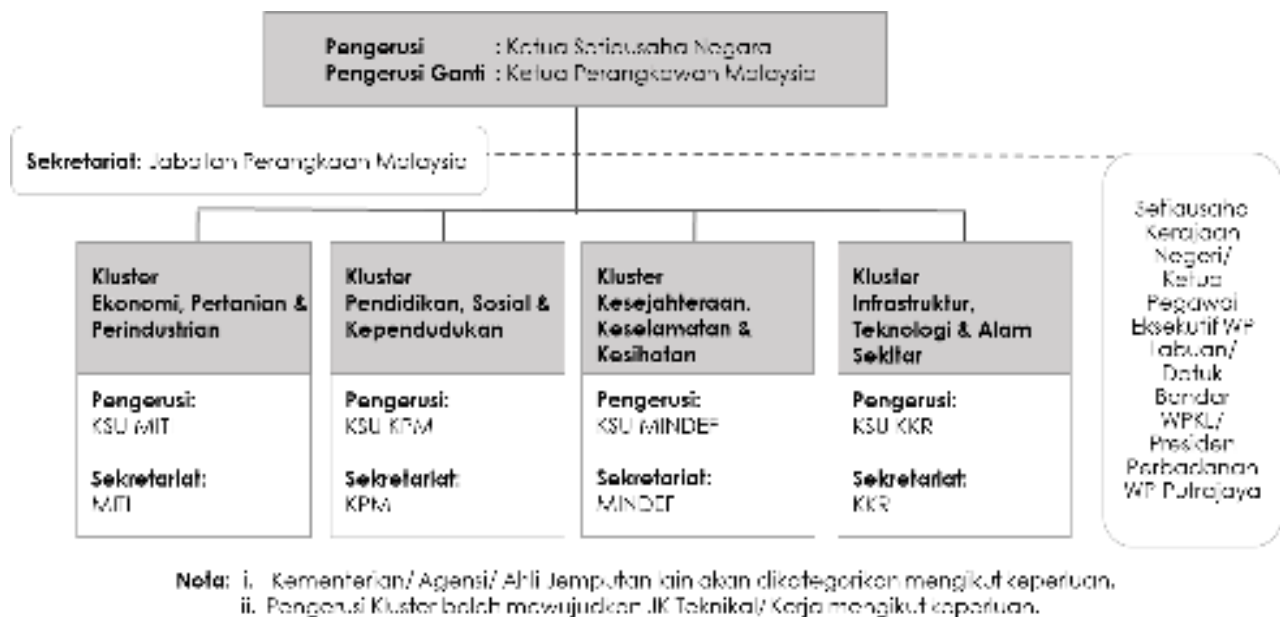 Pengerusi : Ketua Setiausaha Negara
Pengerusi Ganti : Ketua Perangkawan Malaysia
Sekretariat: Jabatan Perangkaan Malaysia
Kluster
Ekonomi, Pertanian &
Perindustrian
Pengerusi:
KSU MITI
Sekretariat:
MITI
Kluster
Pendidikan, Sosial &
Kependudukan
Pengerusi:
KSU KPM
Sekretariat:
KPM
Kluster
Kesejahteraan,
Keselamatan &
Kesihatan
Pengerusi:
KSU MINDEF
Sekretariat:
MINDEF
Kluster
Infrastruktur,
Teknologi & Alam
Sekitar
Pengerusi:
KSU KKR
Sekretariat:
KKR
Setiausaha
Kerajaan
Negeri/
Ketua
Pegawai
Eksekutif WP
Labuan/
Datuk
Bandar
WPKL/
Presiden
Perbadanan
WP Putrajaya
Nota: i. Kementerian/ Agensi/ Ahli Jemputan lain akan dikategorikan mengikut keperluan.
ii. Pengerusi Kluster boleh mewujudkan JK Teknikal/ Kerja mengikut keperluan.